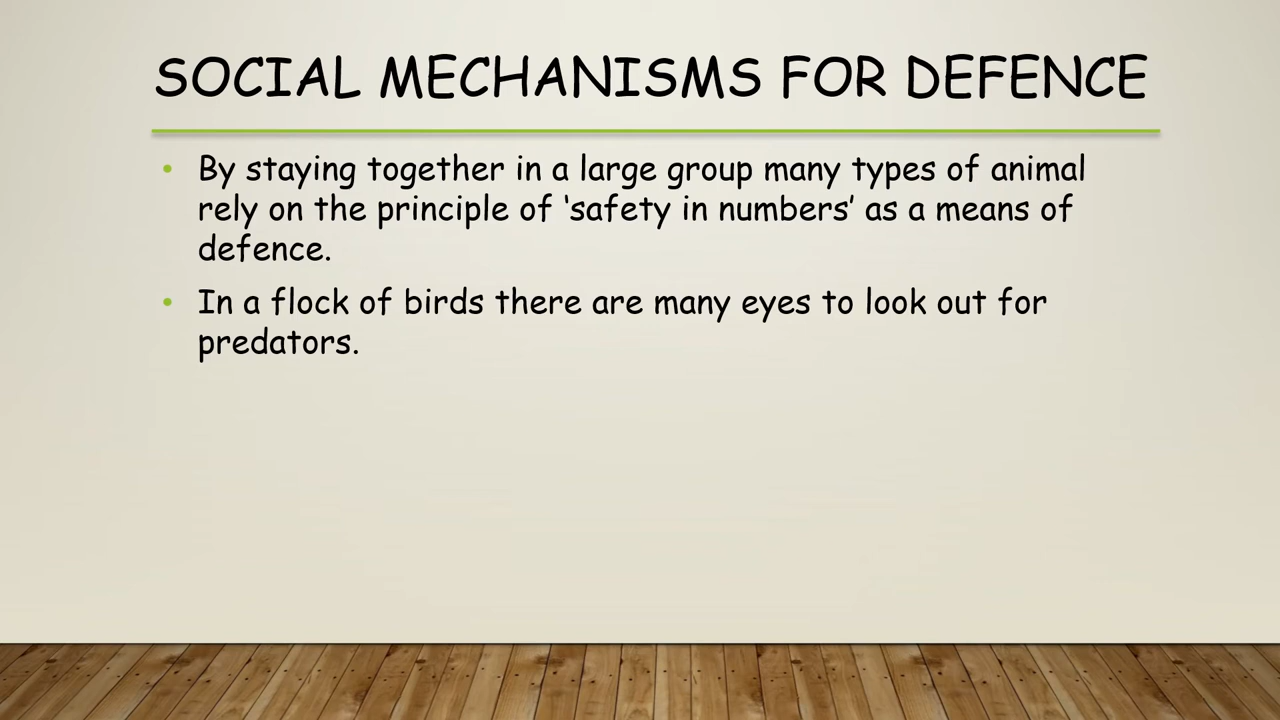 SOCIAL MECHANISMS FOR DEFENCE
• By staying together in a large group many types of animal
rely on the principle of ‘safety in numbers’ as a means of
defence.
• In a flock of birds there are many eyes to look out for
predators.